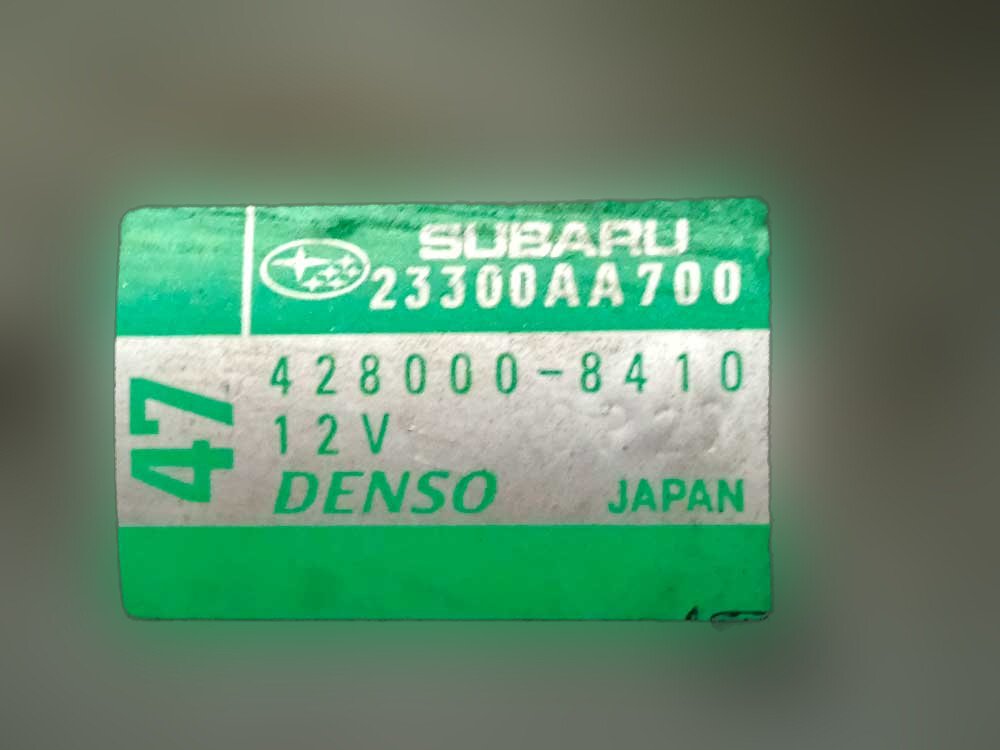 SUBARU
23300AA700
428000-8410
12V
DENSO JAPAN
47